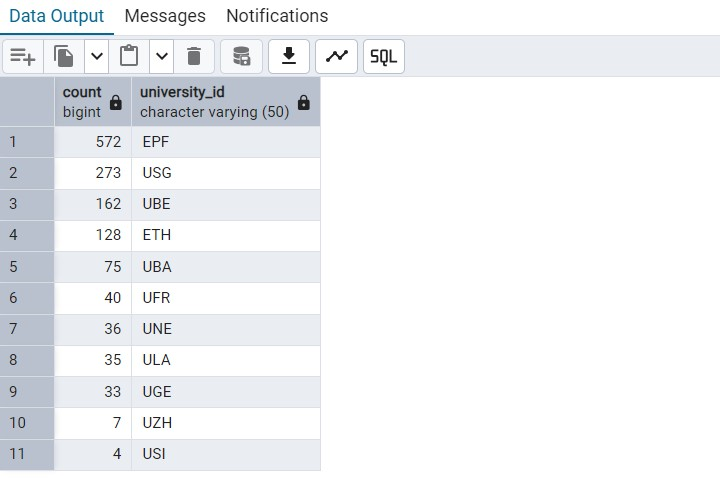 Data Output Messages Notifications
SQL
count university_id
bigint character varying (50)
1 572 EPF
2 273 USG
3 162 UBE
4 128 ETH
5 75 UBA
6 40 UFR
7 36 UNE
8 35 ULA
9 33 UGE
10 7 UZH
11 4 USI